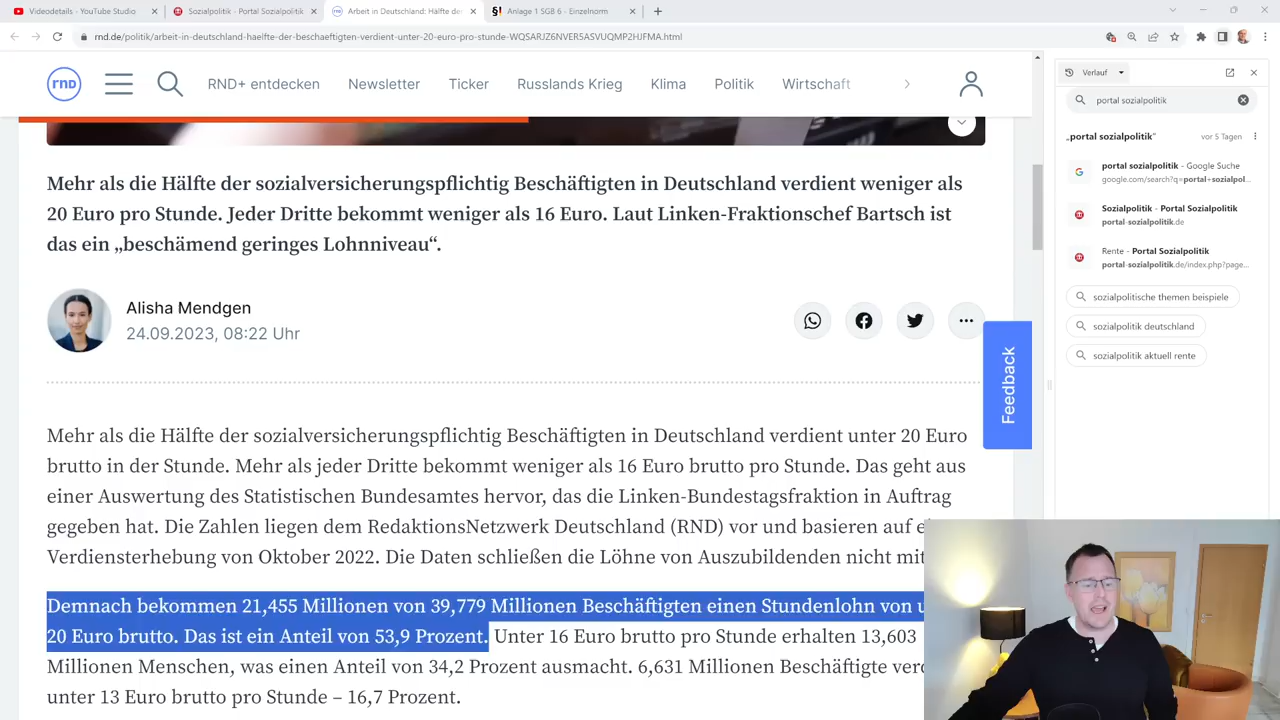 Videodetails - YouTube Studio
Sozialpolitik - Portal Sozialpolitik
Arbeit in Deutschland: Hälfte der
Anlage 1 SGB 6 - Einzelnorm
rnd.de/politik/arbeit-in-deutschland-haelfte-der-beschaeftigten-verdient-unter-20-euro-pro-stunde-WQSARJZ6NVER5ASVUQMP2HJFMA.html
rnd
RND+ entdecken
Newsletter
Ticker
Russlands Krieg
Klima
Politik
Wirtschaft
Mehr als die Hälfte der sozialversicherungspflichtig Beschäftigten in Deutschland verdient weniger als
20 Euro pro Stunde. Jeder Dritte bekommt weniger als 16 Euro. Laut Linken-Fraktionschef Bartsch ist
das ein „beschämend geringes Lohnniveau“.
Alisha Mendgen
24.09.2023, 08:22 Uhr
Feedback
Mehr als die Hälfte der sozialversicherungspflichtig Beschäftigten in Deutschland verdient unter 20 Euro
brutto in der Stunde. Mehr als jeder Dritte bekommt weniger als 16 Euro brutto pro Stunde. Das geht aus
einer Auswertung des Statistischen Bundesamtes hervor, das die Linken-Bundestagsfraktion in Auftrag
gegeben hat. Die Zahlen liegen dem RedaktionsNetzwerk Deutschland (RND) vor und basieren auf
Verdiensterhebung von Oktober 2022. Die Daten schließen die Löhne von Auszubildenden nicht mit
Demnach bekommen 21,455 Millionen von 39,779 Millionen Beschäftigten einen Stundenlohn von
20 Euro brutto. Das ist ein Anteil von 53,9 Prozent. Unter 16 Euro brutto pro Stunde erhalten 13,603
Millionen Menschen, was einen Anteil von 34,2 Prozent ausmacht. 6,631 Millionen Beschäftigte
unter 13 Euro brutto pro Stunde – 16,7 Prozent.
Verlauf
portal sozialpolitik
„portal sozialpolitik“
vor 5 Tagen
portal sozialpolitik - Google Suche
google.com/search?q=portal+sozialpol...
Sozialpolitik - Portal Sozialpolitik
portal-sozialpolitik.de
Rente - Portal Sozialpolitik
portal-sozialpolitik.de/index.php?page...
sozialpolitische themen beispiele
sozialpolitik deutschland
sozialpolitik aktuell rente